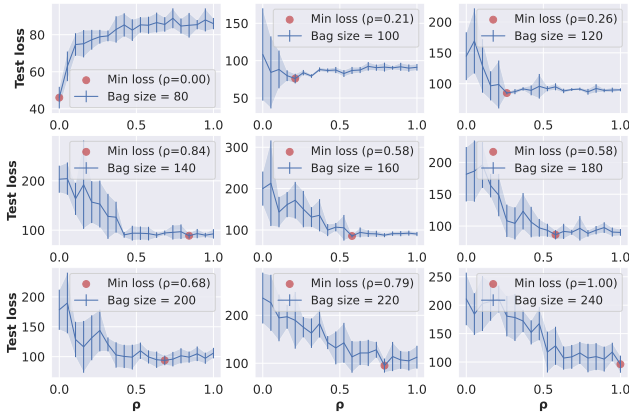 Test loss
80
60
40
0.0
0.5
1.0
Min loss (ρ=0.00)
Bag size = 80
150
100
50
0.0
0.5
1.0
Min loss (ρ=0.21)
Bag size = 100
200
150
100
50
0.0
0.5
1.0
Min loss (ρ=0.26)
Bag size = 120
Test loss
200
100
0.0
0.5
1.0
Min loss (ρ=0.84)
Bag size = 140
300
200
100
0.0
0.5
1.0
Min loss (ρ=0.58)
Bag size = 160
200
150
100
0.0
0.5
1.0
Min loss (ρ=0.58)
Bag size = 180
Test loss
200
150
100
0.0
0.5
1.0
ρ
Min loss (ρ=0.68)
Bag size = 200
200
100
0.0
0.5
1.0
ρ
Min loss (ρ=0.79)
Bag size = 220
250
200
150
100
0.0
0.5
1.0
ρ
Min loss (ρ=1.00)
Bag size = 240